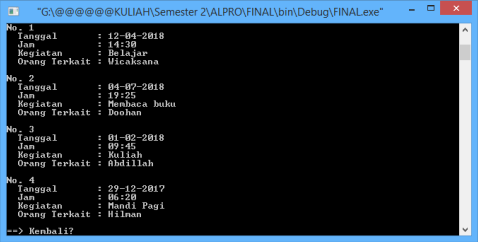 "G:\@@@@@@KULIAH\Semester 2\ALPRO\FINAL\bin\Debug\FINAL.exe"
No. 1
Tanggal : 12-04-2018
Jam : 14:30
Kegiatan : Belajar
Orang Terkait : Wicaksana
No. 2
Tanggal : 04-07-2018
Jam : 19:25
Kegiatan : Membaca buku
Orang Terkait : Doohan
No. 3
Tanggal : 01-02-2018
Jam : 09:45
Kegiatan : Kuliah
Orang Terkait : Abdillah
No. 4
Tanggal : 29-12-2017
Jam : 06:20
Kegiatan : Mandi Pagi
Orang Terkait : Hilman
==> Kembali?